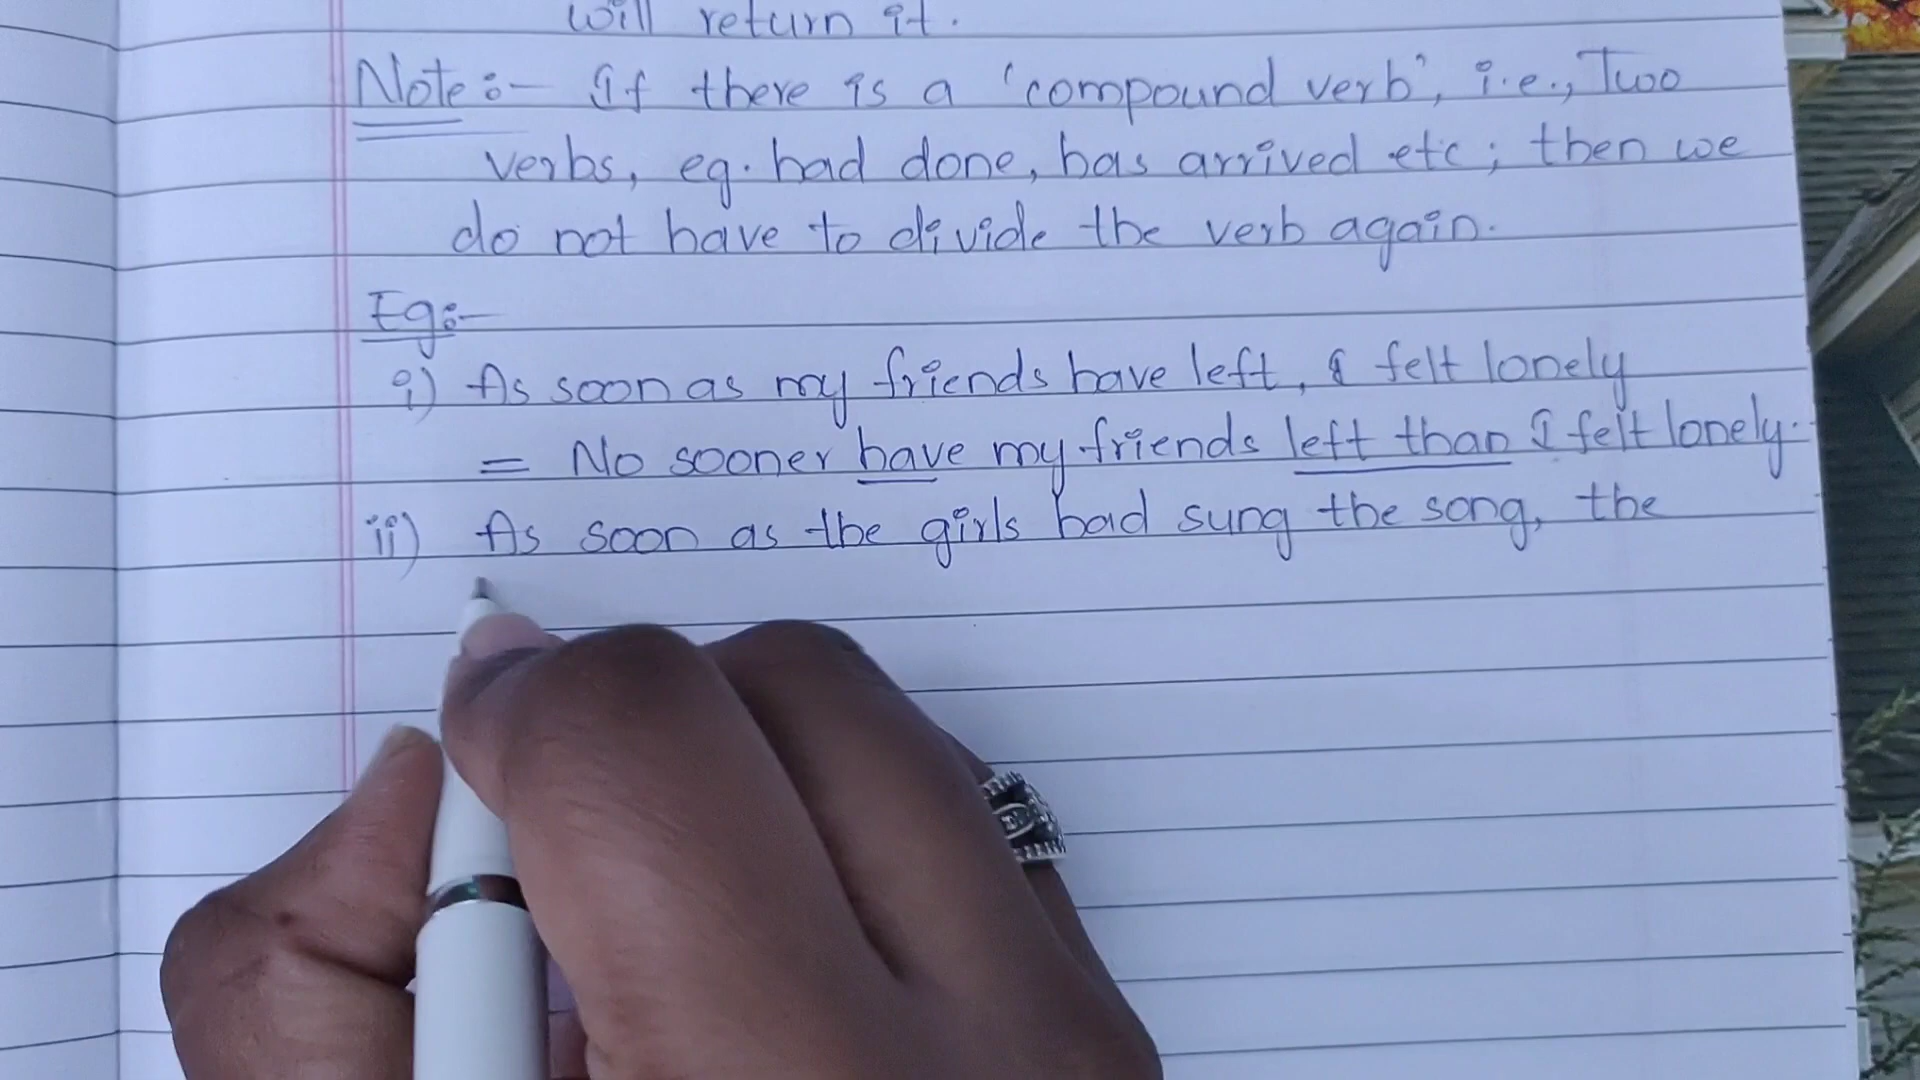 will return it.
Note:- If there is a 'compound verb', i.e., Two
verbs, eg. had done, has arrived etc; then we
do not have to divide the verb again.
Eg:-
i) As soon as my friends have left, I felt lonely
= No sooner have my friends left than I felt lonely.
ii) As soon as the girls had sung the song, the